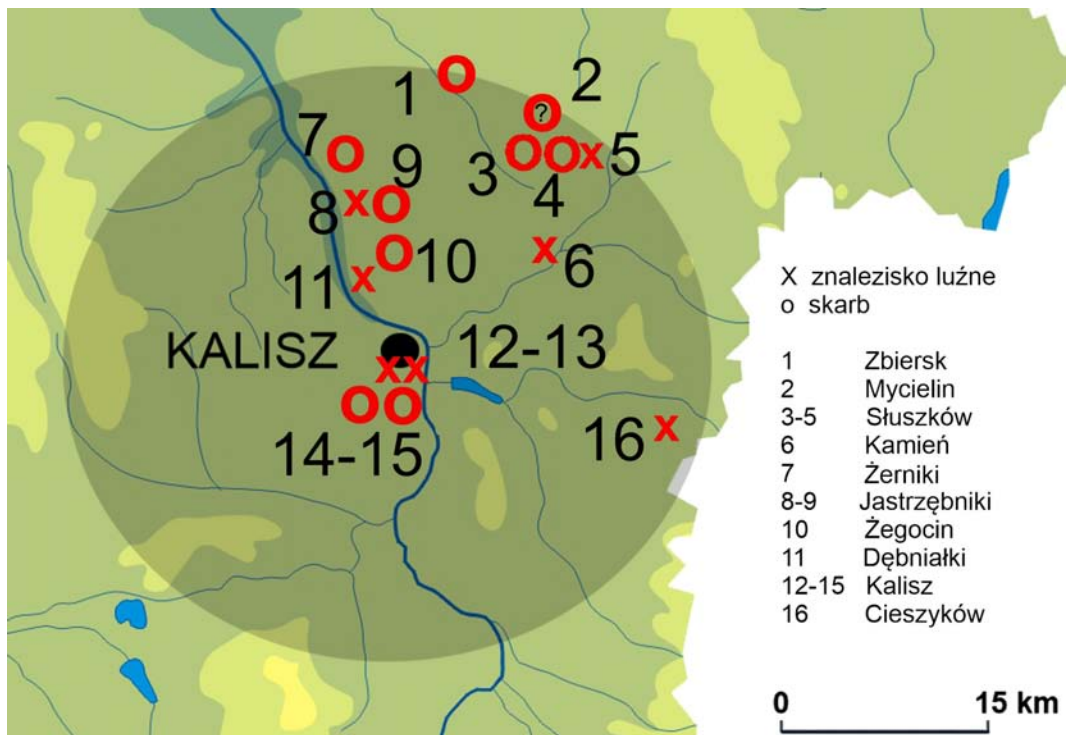 1
2
?
7
9
3
4
5
8
10
6
11
KALISZ
12-13
14-15
16
X znalezisko luźne
o skarb
1 Zbiersk
2 Mycielin
3-5 Słuszków
6 Kamień
7 Żerniki
8-9 Jastrzębniki
10 Żegocin
11 Dębniałki
12-15 Kalisz
16 Cieszyków
0 15 km